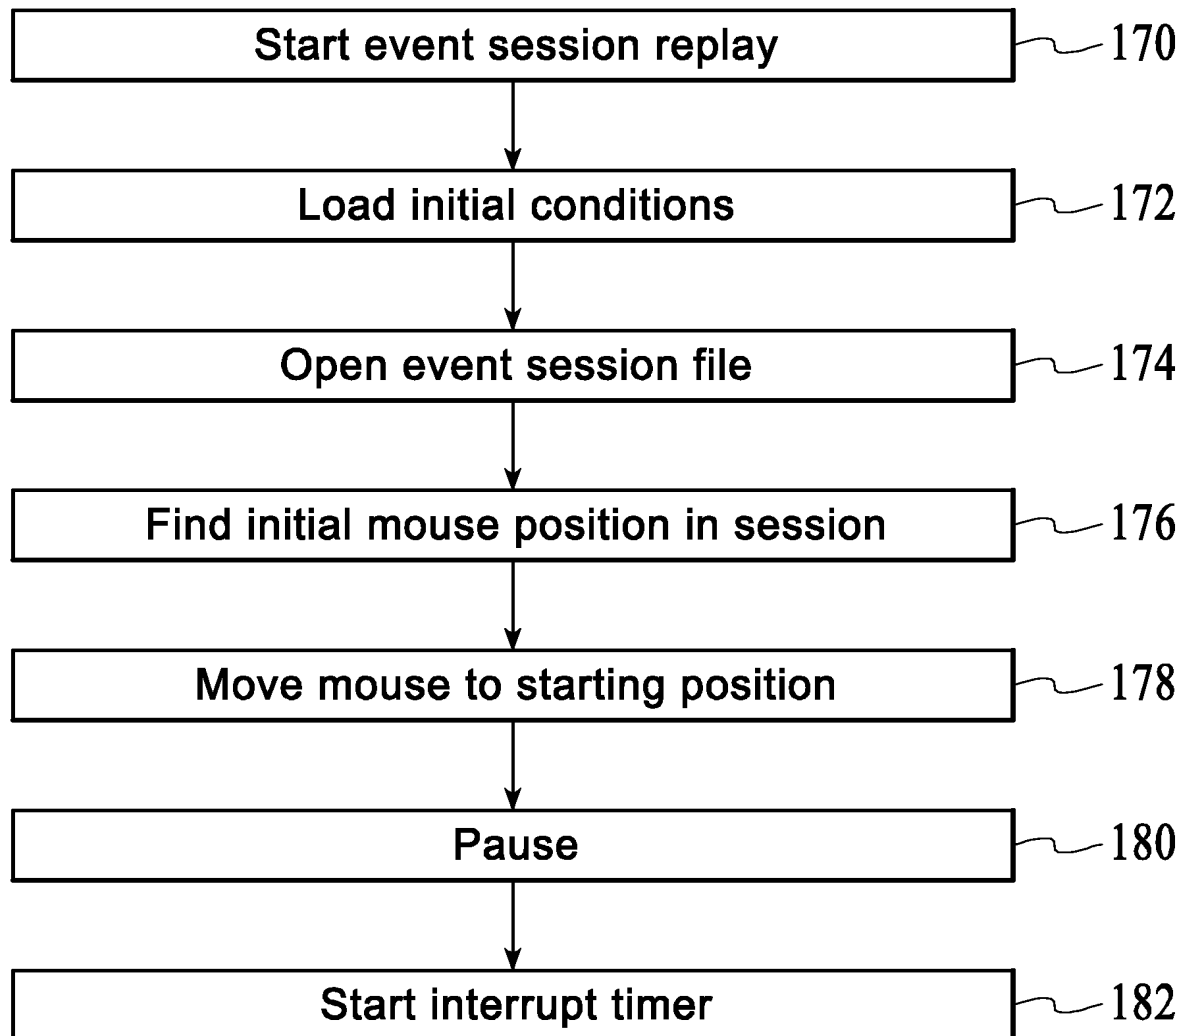 Start event session replay 170
Load initial conditions 172
Open event session file 174
Find initial mouse position in session 176
Move mouse to starting position 178
Pause 180
Start interrupt timer 182